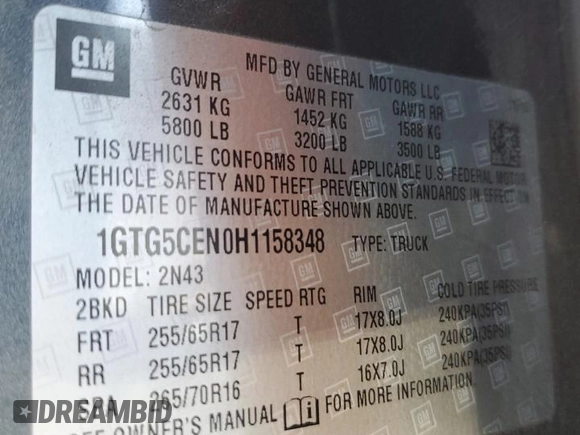 GM
MFD BY GENERAL MOTORS LLC
GVWR GAWR FRT GAWR RR
2631 KG 1452 KG 1588 KG
5800 LB 3200 LB 3500 LB
THIS VEHICLE CONFORMS TO ALL APPLICABLE U.S. FEDERAL MOTOR
VEHICLE SAFETY AND THEFT PREVENTION STANDARDS IN EFFECT ON
THE DATE OF MANUFACTURE SHOWN ABOVE.
1GTG5CEN0H1158348 TYPE: TRUCK
MODEL: 2N43
2BKD TIRE SIZE SPEED RTG RIM COLD TIRE PRESSURE
FRT 255/65R17 T 17X8.0J 240KPA(35PSI)
RR 255/65R17 T 17X8.0J 240KPA(35PSI)
SPA 265/70R16 T 16X7.0J 240KPA(35PSI)
SEE OWNER'S MANUAL i FOR MORE INFORMATION.
DREAMBID